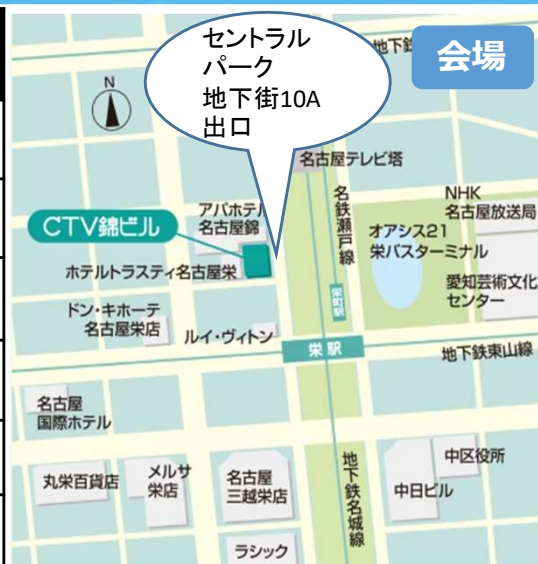 セントラル
パーク
地下街10A
出口
地下鉄
会場
N
名古屋テレビ塔
アパホテル
名古屋錦
名鉄瀬戸線
NHK
名古屋放送局
CTV錦ビル
オアシス21
栄バスターミナル
ホテルトラスティ名古屋栄
愛知芸術文化
センター
栄町駅
ドン・キホーテ
名古屋栄店
ルイ・ヴィトン
栄駅
地下鉄東山線
名古屋
国際ホテル
丸栄百貨店
メルサ
栄店
名古屋
三越栄店
地下鉄名城線
中区役所
中日ビル
ラシック